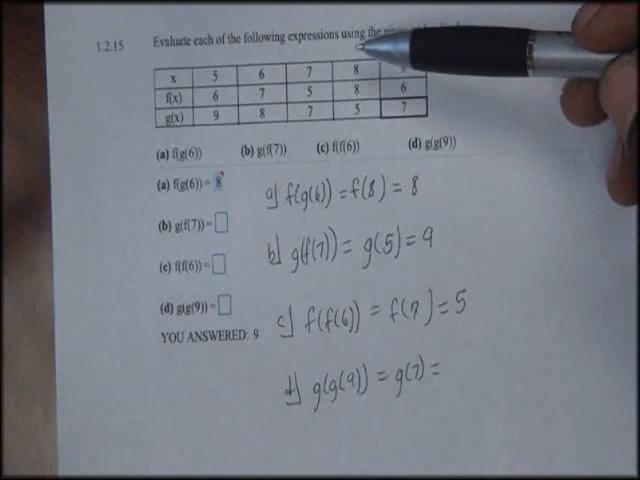 1.2.15 Evaluate each of the following expressions using the
x 5 6 7 8
f(x) 6 7 5 8 6
g(x) 9 8 7 5 7
(a) f(g(6)) (b) g(f(7)) (c) f(f(6)) (d) g(g(9))
(a) f(g(6)) = 8
a) f(g(6)) = f(8) = 8
(b) g(f(7)) =
b) g(f(7)) = g(5) = 9
(c) f(f(6)) =
c) f(f(6)) = f(7) = 5
(d) g(g(9)) =
YOU ANSWERED: 9
d) g(g(9)) = g(7) =